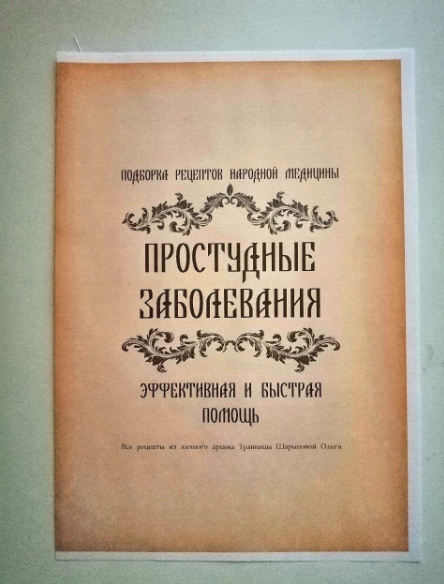 ПОДБОРКА РЕЦЕПТОВ НАРОДНОЙ МЕДИЦИНЫ
ПРОСТУДНЫЕ
ЗАБОЛЕВАНИЯ
ЭФФЕКТИВНАЯ И БЫСТРАЯ
ПОМОЩЬ
Все рецепты из личного архива Травницы Шарыповой Ольги